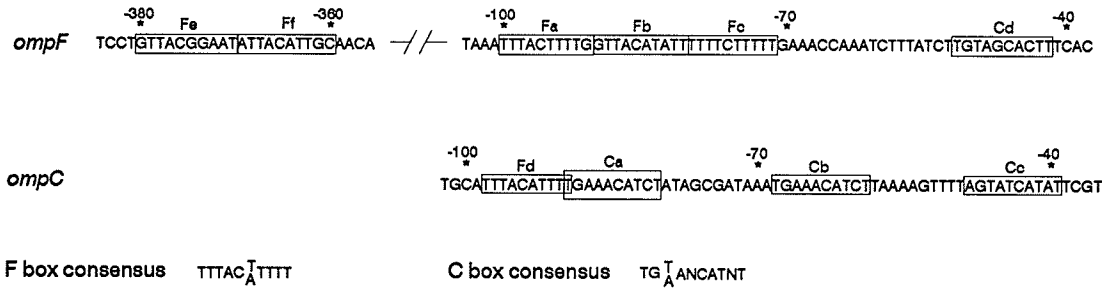 -380 -360 -100 -70 -40
Fe Ff Fa Fb Fc Cd
* * * * *
ompF TCCTGTTACGGAATATTACATTGCAACA —//— TAAATTTACTTTTGGTTACATATTTTTTCTTTTTGAAACCAAATCTTTATCTTGTAGCACTTTCAC
-100 -70 -40
Fd Ca Cb Cc
* * *
ompC TGCATTTACATTTTGAAACATCTATAGCGATAAATGAAACATCTTAAAAGTTTTAGTATCATATTCGT
F box consensus TTTACTTTTT C box consensus TGTANCATNT
A A